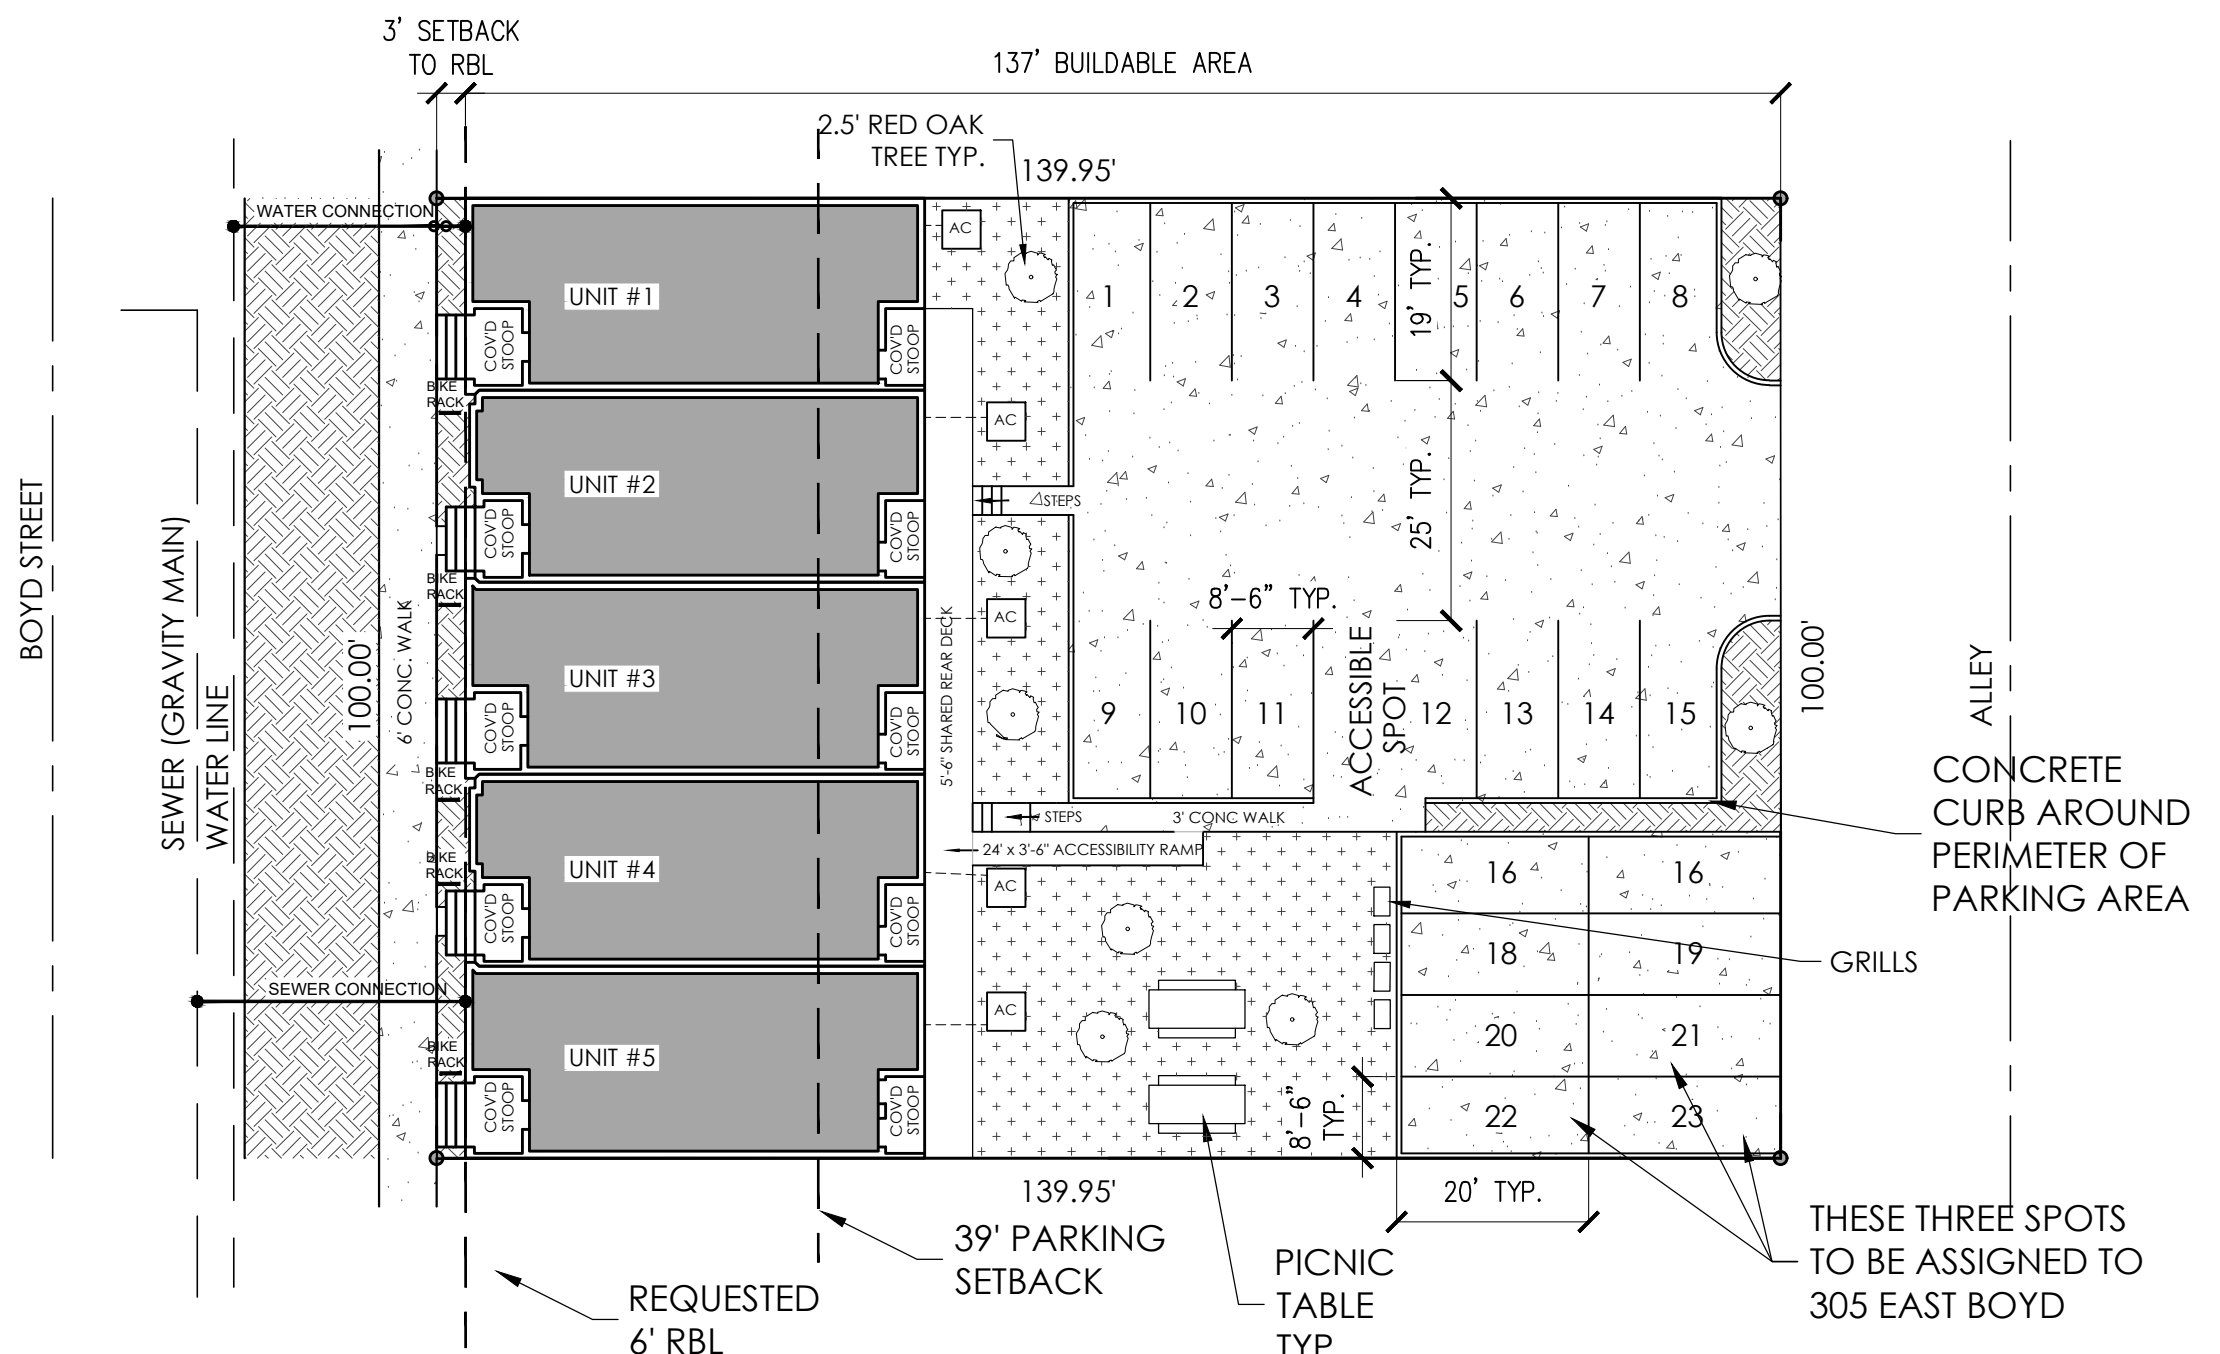 3' SETBACK
TO RBL
137' BUILDABLE AREA
2.5' RED OAK
TREE TYP.
139.95'
WATER CONNECTION
AC
UNIT #1
COV'D
STOOP
COV'D
STOOP
1
2
3
4
5
6
7
8
19' TYP.
BIKE
RACK
UNIT #2
COV'D
STOOP
COV'D
STOOP
AC
STEPS
25' TYP.
BIKE
RACK
BOYD STREET
SEWER (GRAVITY MAIN)
WATER LINE
100.00'
6' CONC. WALK
UNIT #3
COV'D
STOOP
COV'D
STOOP
5'-6" SHARED REAR DECK
AC
8'-6" TYP.
ACCESSIBLE
SPOT
9
10
11
12
13
14
15
100.00'
ALLEY
BIKE
RACK
STEPS
3' CONC WALK
24' x 3'-6" ACCESSIBILITY RAMP
CONCRETE
CURB AROUND
PERIMETER OF
PARKING AREA
BIKE
RACK
UNIT #4
COV'D
STOOP
COV'D
STOOP
AC
16
16
18
19
GRILLS
SEWER CONNECTION
AC
20
21
BIKE
RACK
UNIT #5
COV'D
STOOP
COV'D
STOOP
8'-6"
TYP.
22
23
139.95'
20' TYP.
39' PARKING
SETBACK
REQUESTED
6' RBL
PICNIC
TABLE
TYP
THESE THREE SPOTS
TO BE ASSIGNED TO
305 EAST BOYD